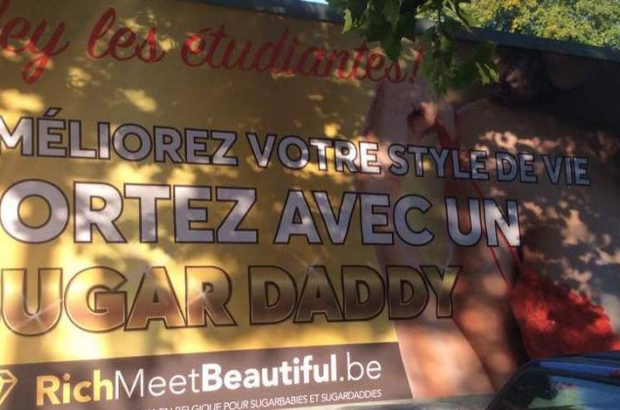 ey les étudiantes!
MÉLIOREZ VOTRE STYLE DE VIE
ORTEZ AVEC UN
UGAR DADDY
RichMeetBeautiful.be
EN BELGIQUE POUR SUGARBABIES ET SUGARDADDIES